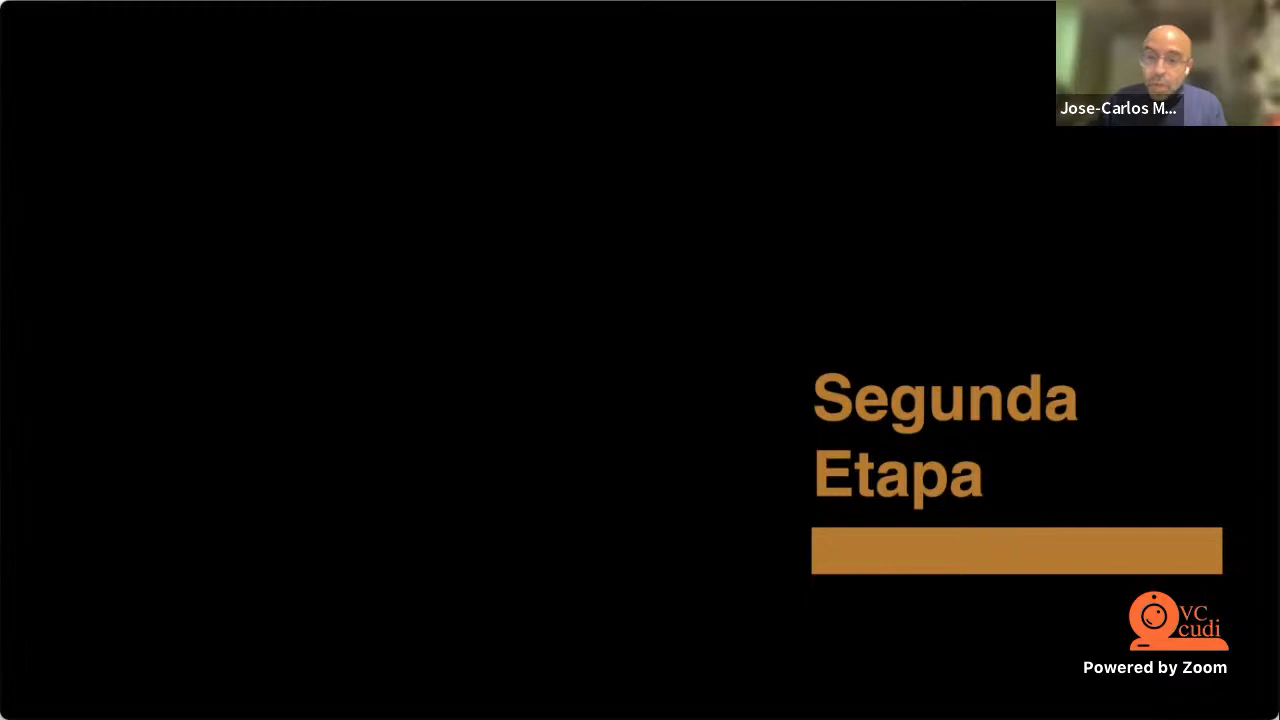 Jose-Carlos M...
Segunda
Etapa
VC
cudi
Powered by Zoom